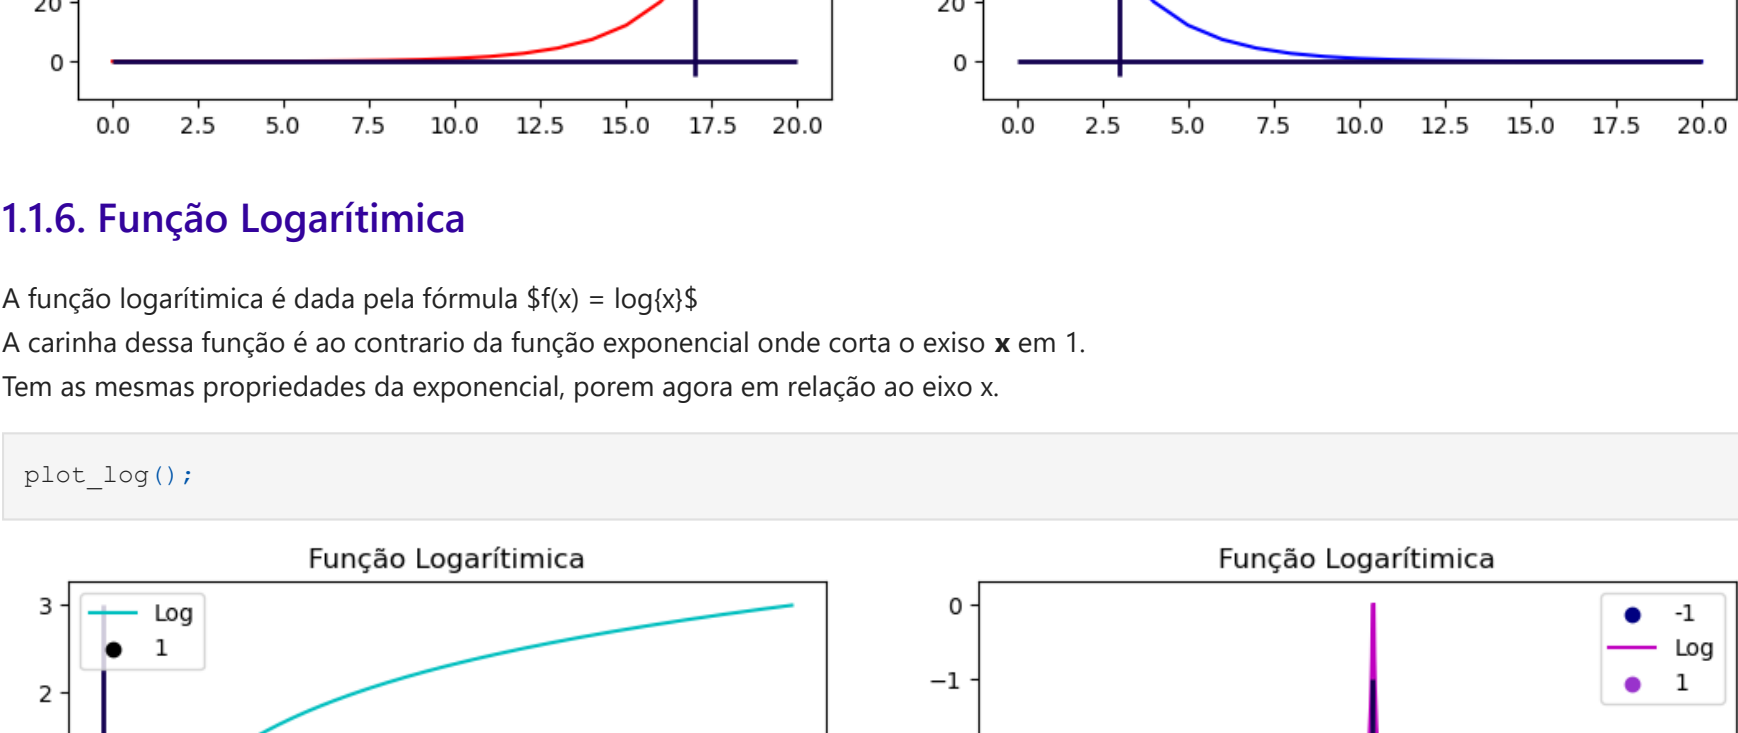 20 20
0 0
0.0 2.5 5.0 7.5 10.0 12.5 15.0 17.5 20.0 0.0 2.5 5.0 7.5 10.0 12.5 15.0 17.5 20.0
1.1.6. Função Logarítimica
A função logarítimica é dada pela fórmula $f(x) = log{x}$
A carinha dessa função é ao contrario da função exponencial onde corta o exiso x em 1.
Tem as mesmas propriedades da exponencial, porem agora em relação ao eixo x.
plot_log();
Função Logarítimica Função Logarítimica
3 Log 0 -1
1 Log
2 −1 1